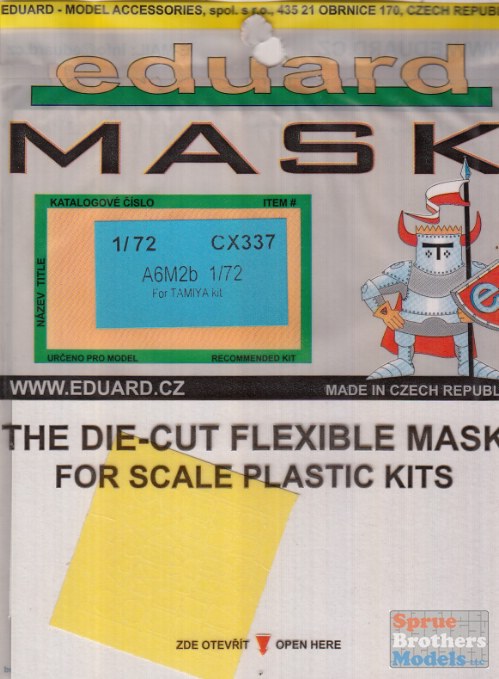 EDUARD - MODEL ACCESSORIES, spol. s r.o., 435 21 OBRNICE 170, CZECH REPUBL
eduard
MASK
KATALOGOVÉ ČÍSLO ITEM #
1/72 CX337
A6M2b 1/72
For TAMIYA kit
NÁZEV TITLE
URČENO PRO MODEL RECOMMENDED KIT
e
WWW.EDUARD.CZ MADE IN CZECH REPUBL
THE DIE-CUT FLEXIBLE MASK
FOR SCALE PLASTIC KITS
ZDE OTEVŘÍT OPEN HERE
Sprue
Brothers
Models LLC